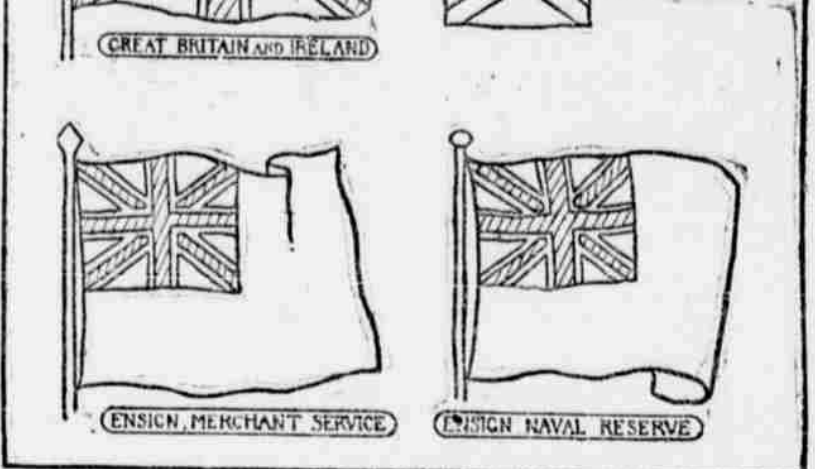 GREAT BRITAIN AND IRELAND
ENSIGN, MERCHANT SERVICE
ENSIGN NAVAL RESERVE